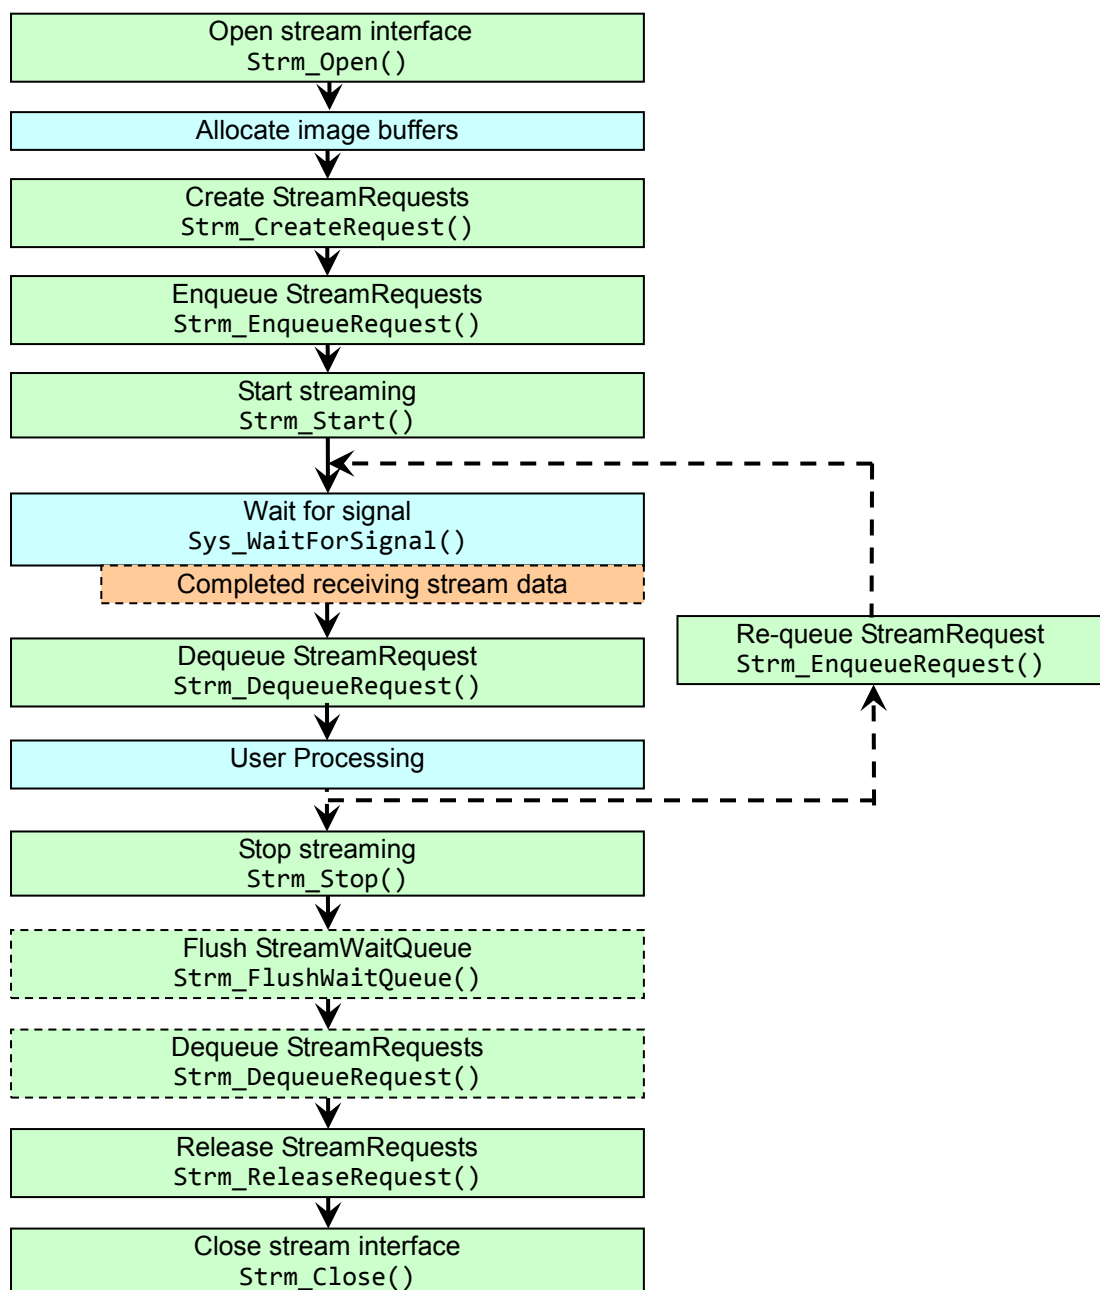 Open stream interface
Strm_Open()
Allocate image buffers
Create StreamRequests
Strm_CreateRequest()
Enqueue StreamRequests
Strm_EnqueueRequest()
Start streaming
Strm_Start()
Wait for signal
Sys_WaitForSignal()
Completed receiving stream data
Dequeue StreamRequest
Strm_DequeueRequest()
Re-queue StreamRequest
Strm_EnqueueRequest()
User Processing
Stop streaming
Strm_Stop()
Flush StreamWaitQueue
Strm_FlushWaitQueue()
Dequeue StreamRequests
Strm_DequeueRequest()
Release StreamRequests
Strm_ReleaseRequest()
Close stream interface
Strm_Close()